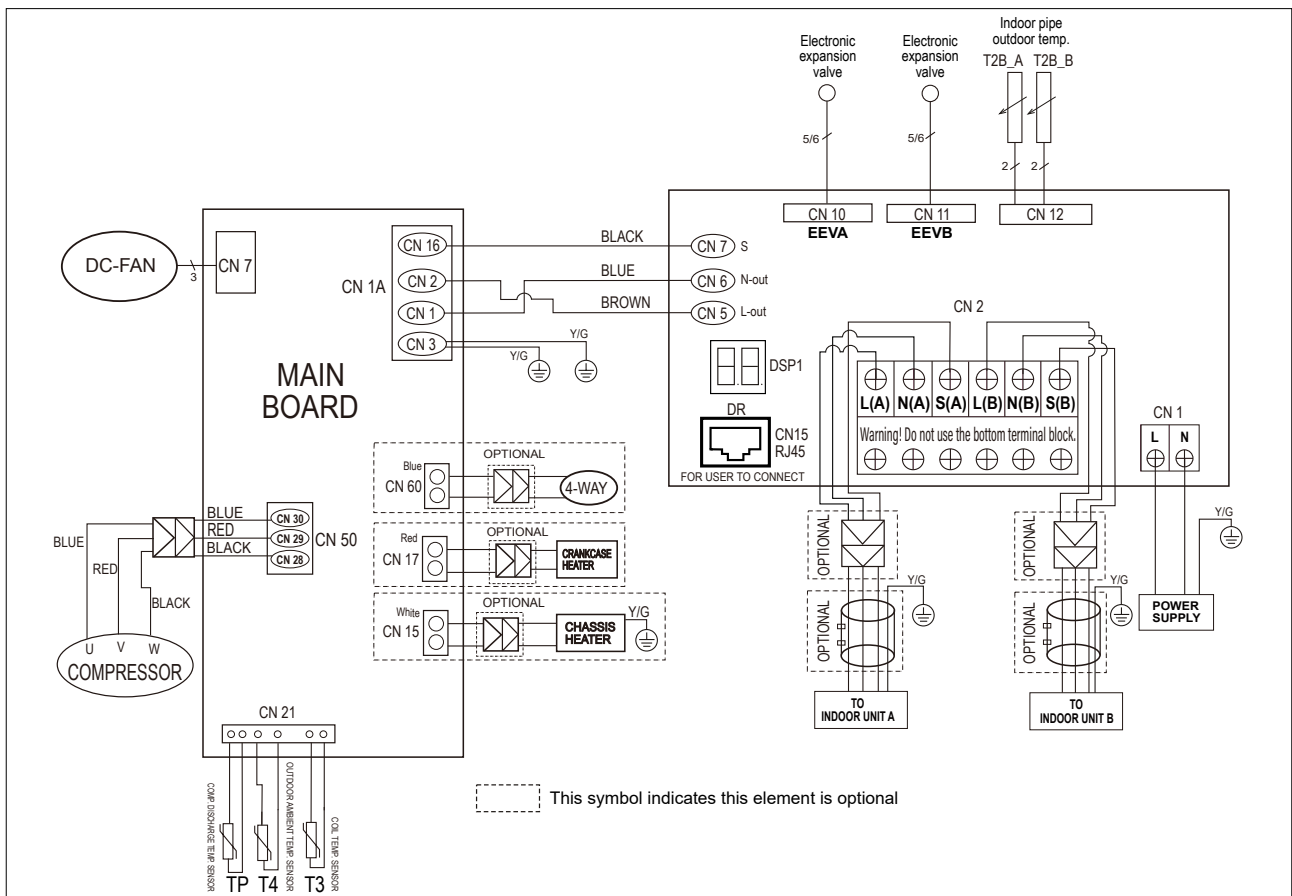 Electronic
expansion
valve
Electronic
expansion
valve
Indoor pipe
outdoor temp.
T2B_A T2B_B
5/6
5/6
2
2
CN 10
EEVA
CN 11
EEVB
CN 12
DC-FAN
3
CN 7
CN 1A
CN 16
CN 2
CN 1
CN 3
BLACK
BLUE
BROWN
Y/G
Y/G
CN 7 S
CN 6 N-out
CN 5 L-out
MAIN
BOARD
DSP1
DR
CN15
RJ45
FOR USER TO CONNECT
CN 2
L(A) N(A) S(A) L(B) N(B) S(B)
Warning! Do not use the bottom terminal block.
CN 1
L N
Y/G
POWER
SUPPLY
OPTIONAL
Blue
CN 60
4-WAY
OPTIONAL
Red
CN 17
CRANKCASE
HEATER
OPTIONAL
White
CN 15
CHASSIS
HEATER
Y/G
BLUE
RED
BLACK
CN 30
CN 29
CN 28
CN 50
BLUE
RED
BLACK
U V W
COMPRESSOR
OPTIONAL
OPTIONAL
Y/G
TO
INDOOR UNIT A
OPTIONAL
OPTIONAL
Y/G
TO
INDOOR UNIT B
CN 21
COMP. DISCHARGE TEMP. SENSOR
OUTDOOR AMBIENT TEMP. SENSOR
COIL TEMP. SENSOR
TP T4 T3
This symbol indicates this element is optional